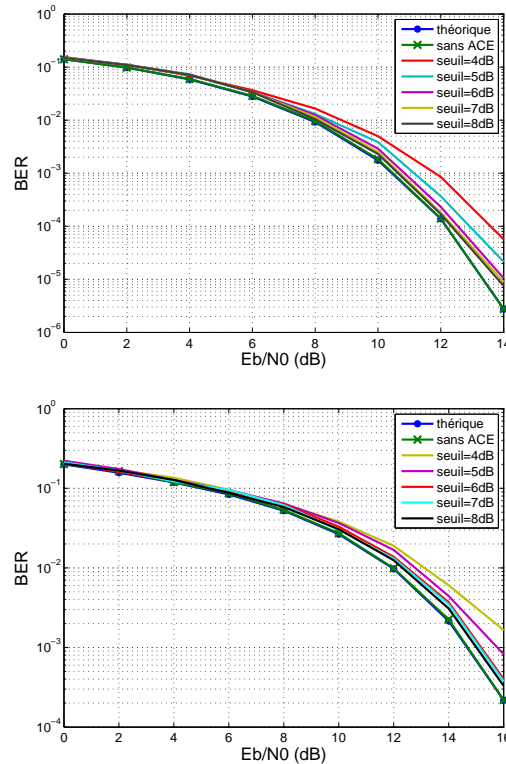 10^0
10^-1
10^-2
10^-3
10^-4
10^-5
10^-6
BER
0 2 4 6 8 10 12 14
Eb/N0 (dB)
théorique
sans ACE
seuil=4dB
seuil=5dB
seuil=6dB
seuil=7dB
seuil=8dB
10^0
10^-1
10^-2
10^-3
10^-4
BER
0 2 4 6 8 10 12 14 16
Eb/N0 (dB)
thérique
sans ACE
seuil=4dB
seuil=5dB
seuil=6dB
seuil=7dB
seuil=8dB